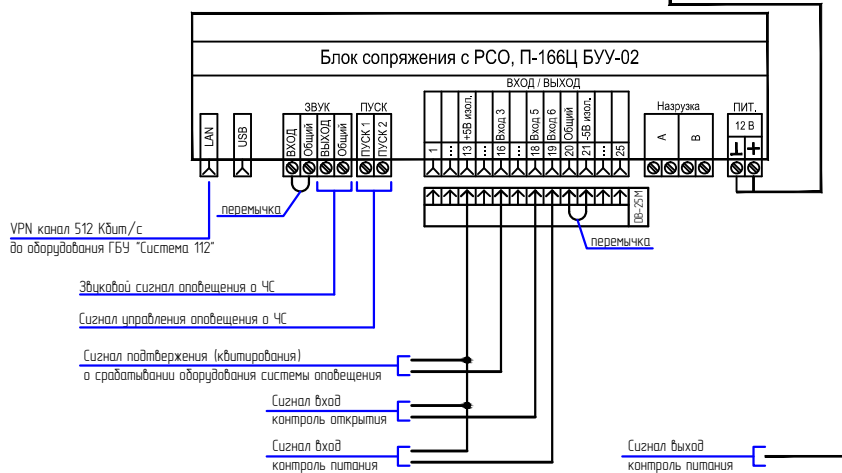 Блок сопряжения с РСО, П-166Ц БУУ-02
ВХОД / ВЫХОД
ЗВУК
ПУСК
Нагрузка
ПИТ.
LAN
USB
ВХОД
Общий
ВЫХОД
Общий
ПУСК 1
ПУСК 2
1
...
13 +5В изол.
...
16 Вход 3
...
18 Вход 5
19 Вход 6
20 Общий
21 -5В изол.
...
...
25
A
B
12 В
DB-25M
перемычка
перемычка
VPN канал 512 Кбит/с
до оборудования ГБУ "Система 112"
Звуковой сигнал оповещения о ЧС
Сигнал управления оповещения о ЧС
Сигнал подтвержения (квитирования)
о срабатывании оборудования системы оповещения
Сигнал вход
контроль открытия
Сигнал вход
контроль питания
Сигнал выход
контроль питания